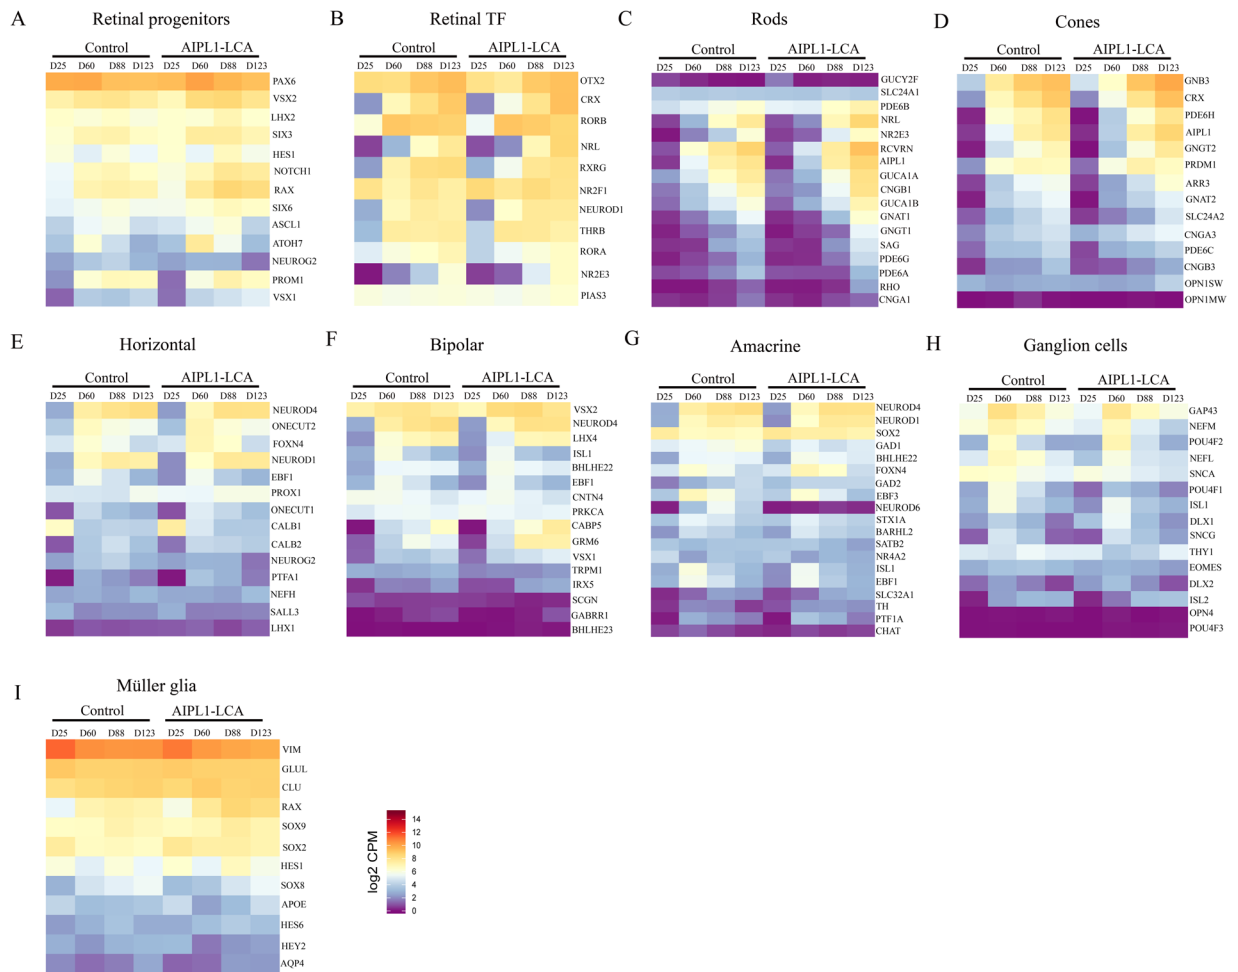 A Retinal progenitors
Control AIPL1-LCA
D25 D60 D88 D123 D25 D60 D88 D123
PAX6
VSX2
LHX2
SIX3
HES1
NOTCH1
RAX
SIX6
ASCL1
ATOH7
NEUROG2
PROM1
VSX1
B Retinal TF
Control AIPL1-LCA
D25 D60 D88 D123 D25 D60 D88 D123
OTX2
CRX
RORB
NRL
RXRG
NR2F1
NEUROD1
THRB
RORA
NR2E3
PIAS3
C Rods
Control AIPL1-LCA
D25 D60 D88 D123 D25 D60 D88 D123
GUCY2F
SLC24A1
PDE6B
NRL
NR2E3
RCVRN
AIPL1
GUCA1A
CNGB1
GUCA1B
GNAT1
GNGT1
SAG
PDE6G
PDE6A
RHO
CNGA1
D Cones
Control AIPL1-LCA
D25 D60 D88 D123 D25 D60 D88 D123
GNB3
CRX
PDE6H
AIPL1
GNGT2
PRDM1
ARR3
GNAT2
SLC24A2
CNGA3
PDE6C
CNGB3
OPN1SW
OPN1MW
E Horizontal
Control AIPL1-LCA
D25 D60 D88 D123 D25 D60 D88 D123
NEUROD4
ONECUT2
FOXN4
NEUROD1
EBF1
PROX1
ONECUT1
CALB1
CALB2
NEUROG2
PTFA1
NEFH
SALL3
LHX1
F Bipolar
Control AIPL1-LCA
D25 D60 D88 D123 D25 D60 D88 D123
VSX2
NEUROD4
LHX4
ISL1
BHLHE22
EBF1
CNTN4
PRKCA
CABP5
GRM6
VSX1
TRPM1
IRX5
SCGN
GABRR1
BHLHE23
G Amacrine
Control AIPL1-LCA
D25 D60 D88 D123 D25 D60 D88 D123
NEUROD4
NEUROD1
SOX2
GAD1
BHLHE22
FOXN4
GAD2
EBF3
NEUROD6
STX1A
BARHL2
SATB2
NR4A2
ISL1
EBF1
SLC32A1
TH
PTF1A
CHAT
H Ganglion cells
Control AIPL1-LCA
D25 D60 D88 D123 D25 D60 D88 D123
GAP43
NEFM
POU4F2
NEFL
SNCA
POU4F1
ISL1
DLX1
SNCG
THY1
EOMES
DLX2
ISL2
OPN4
POU4F3
I Müller glia
Control AIPL1-LCA
D25 D60 D88 D123 D25 D60 D88 D123
VIM
GLUL
CLU
RAX
SOX9
SOX2
HES1
SOX8
APOE
HES6
HEY2
AQP4
log2 CPM
14
12
10
8
6
4
2
0